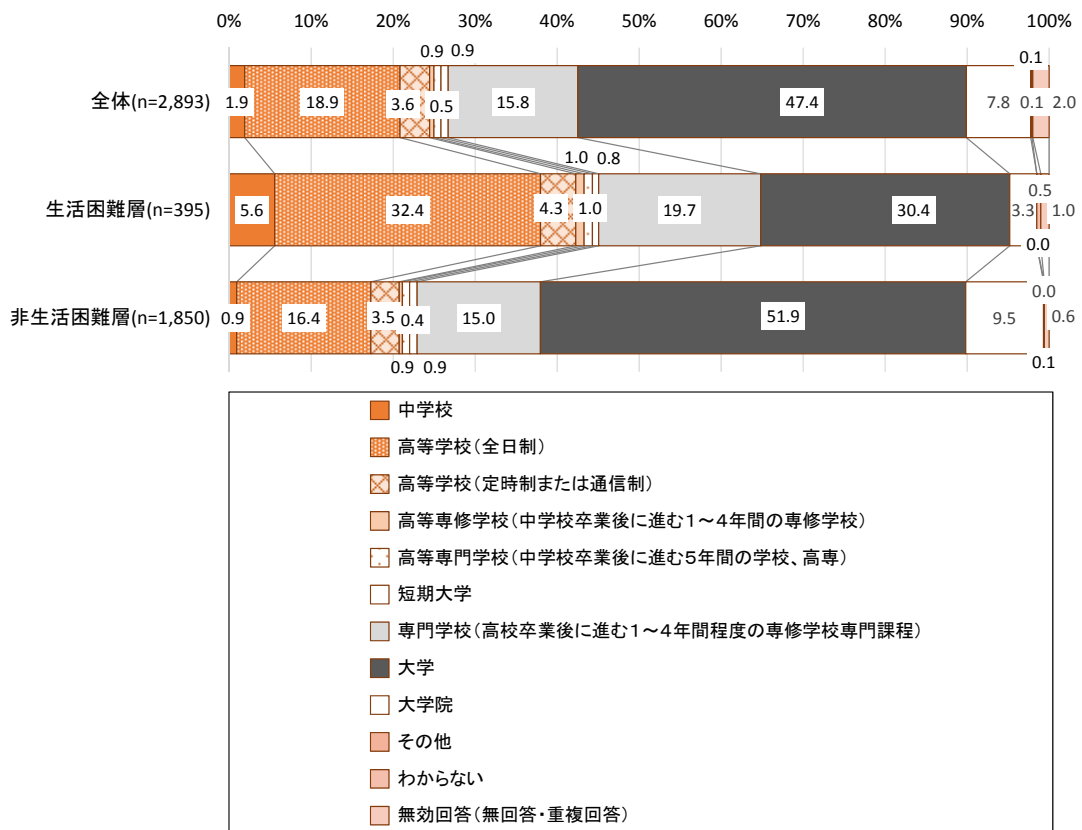 0% 10% 20% 30% 40% 50% 60% 70% 80% 90% 100%
0.9 0.9 0.1
全体(n=2,893) 1.9 18.9 3.6 0.5 15.8 47.4 7.8 0.1 2.0
1.0 0.8
生活困難層(n=395) 5.6 32.4 4.3 1.0 19.7 30.4 3.3 0.5 1.0
0.0
0.0
非生活困難層(n=1,850) 0.9 16.4 3.5 0.4 15.0 51.9 9.5 0.6
0.9 0.9 0.1
中学校
高等学校(全日制)
高等学校(定時制または通信制)
高等専修学校(中学校卒業後に進む1~4年間の専修学校)
高等専門学校(中学校卒業後に進む5年間の学校、高専)
短期大学
専門学校(高校卒業後に進む1~4年間程度の専修学校専門課程)
大学
大学院
その他
わからない
無効回答(無回答・重複回答)